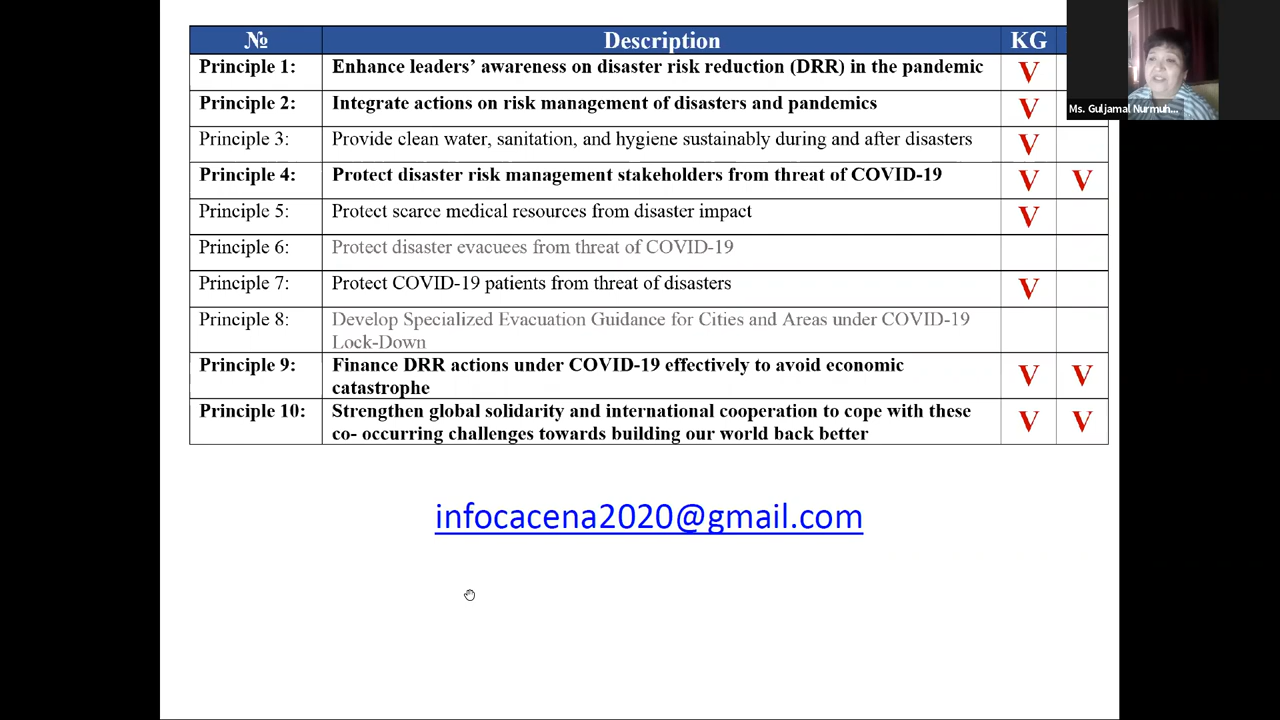 № Description KG
Principle 1: Enhance leaders’ awareness on disaster risk reduction (DRR) in the pandemic V
Principle 2: Integrate actions on risk management of disasters and pandemics V
Principle 3: Provide clean water, sanitation, and hygiene sustainably during and after disasters V
Principle 4: Protect disaster risk management stakeholders from threat of COVID-19 V V
Principle 5: Protect scarce medical resources from disaster impact V
Principle 6: Protect disaster evacuees from threat of COVID-19
Principle 7: Protect COVID-19 patients from threat of disasters V
Principle 8: Develop Specialized Evacuation Guidance for Cities and Areas under COVID-19
Lock-Down
Principle 9: Finance DRR actions under COVID-19 effectively to avoid economic
catastrophe V V
Principle 10: Strengthen global solidarity and international cooperation to cope with these
co- occurring challenges towards building our world back better V V
infocacena2020@gmail.com
Ms. Guljamal Nurmuh...